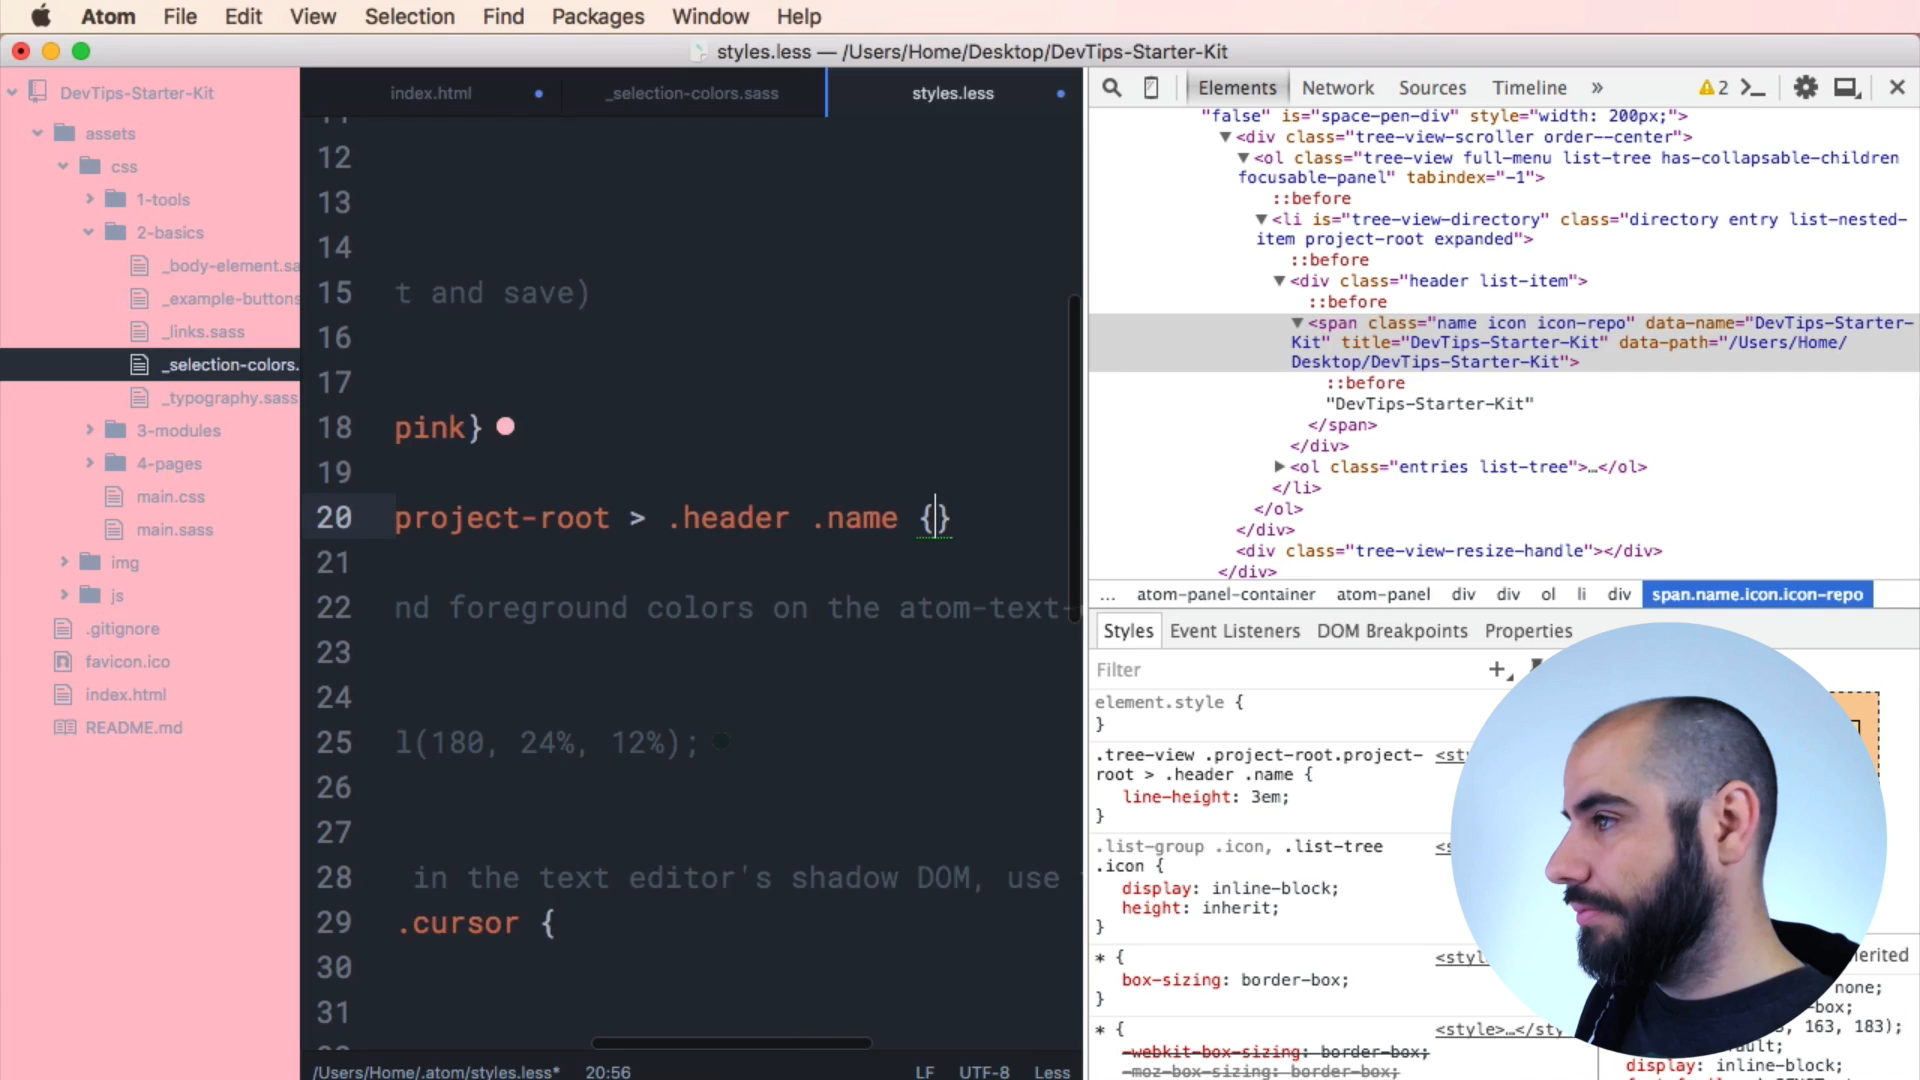 Atom File Edit View Selection Find Packages Window Help
styles.less — /Users/Home/Desktop/DevTips-Starter-Kit
DevTips-Starter-Kit
assets
css
1-tools
2-basics
_body-element.sa
_example-buttons
_links.sass
_selection-colors.
_typography.sass
3-modules
4-pages
main.css
main.sass
img
js
.gitignore
favicon.ico
index.html
README.md
index.html
_selection-colors.sass
styles.less
12
13
14
15 t and save)
16
17
18 pink}
19
20 project-root > .header .name {}
21
22 nd foreground colors on the atom-text-
23
24
25 l(180, 24%, 12%);
26
27
28 in the text editor's shadow DOM, use
29 .cursor {
30
31
/Users/Home/.atom/styles.less* 20:56 LF UTF-8 Less
Elements Network Sources Timeline » 2
"false" is="space-pen-div" style="width: 200px;">
▼<div class="tree-view-scroller order--center">
▼<ol class="tree-view full-menu list-tree has-collapsable-children
focusable-panel" tabindex="-1">
::before
▼<li is="tree-view-directory" class="directory entry list-nested-
item project-root expanded">
::before
▼<div class="header list-item">
::before
▼<span class="name icon icon-repo" data-name="DevTips-Starter-
Kit" title="DevTips-Starter-Kit" data-path="/Users/Home/
Desktop/DevTips-Starter-Kit">
::before
"DevTips-Starter-Kit"
</span>
</div>
▶<ol class="entries list-tree">…</ol>
</li>
</ol>
</div>
<div class="tree-view-resize-handle"></div>
</div>
... atom-panel-container atom-panel div div ol li div span.name.icon.icon-repo
Styles Event Listeners DOM Breakpoints Properties
Filter
element.style {
}
.tree-view .project-root.project- <st
root > .header .name {
line-height: 3em;
}
.list-group .icon, .list-tree <s
.icon {
display: inline-block;
height: inherit;
}
* { <styl
box-sizing: border-box;
}
* { <style>…</sty
-webkit-box-sizing: border-box;
-moz-box-sizing: border-box;
herited
none;
ox;
, 163, 183);
ault;
display: inline-block;